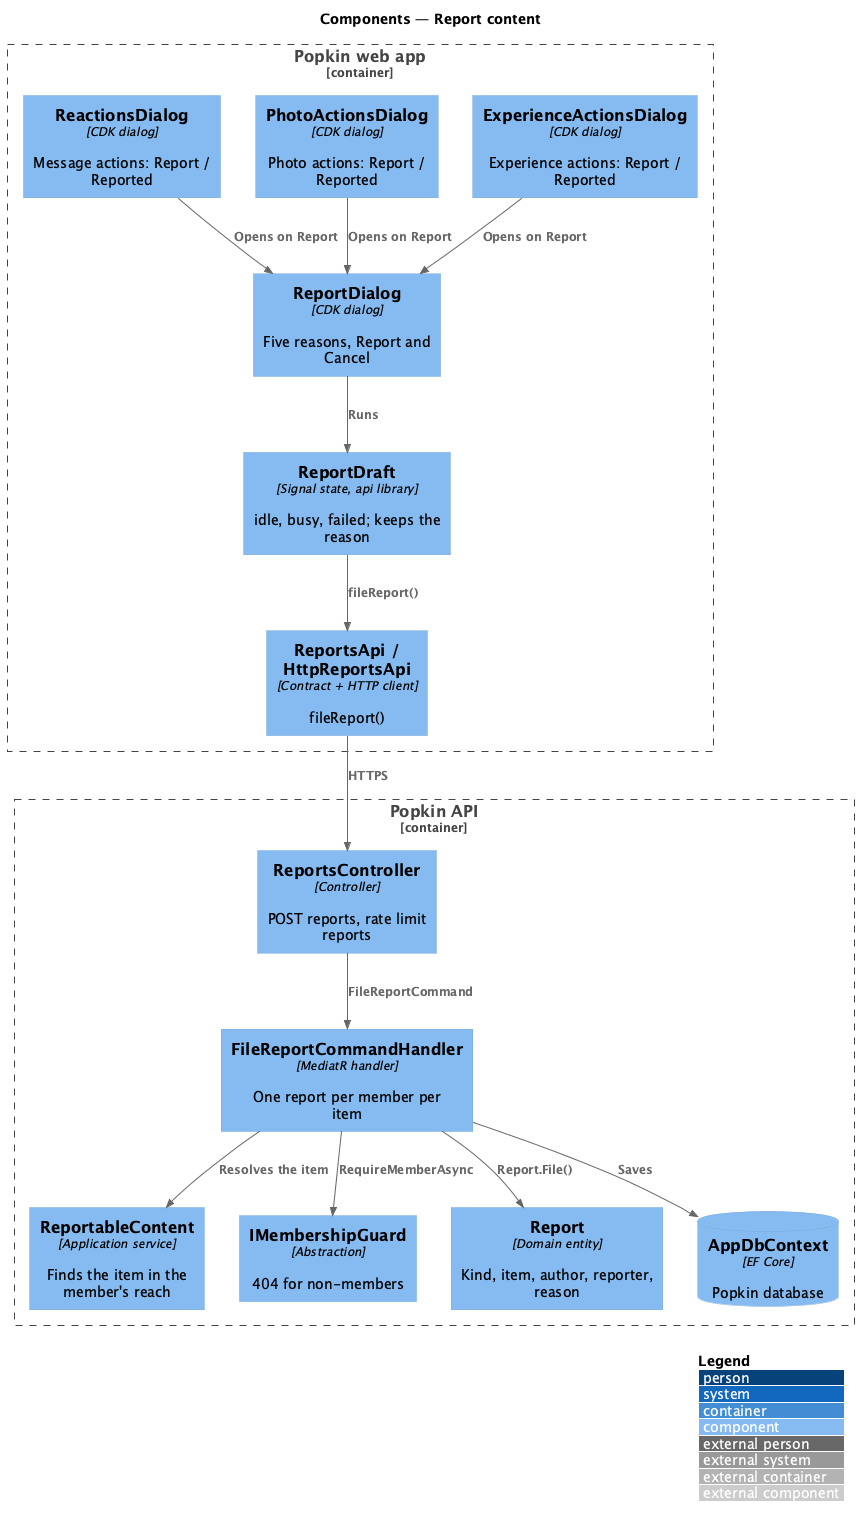 Components — Report content
Popkin web app
[container]
ReactionsDialog
[CDK dialog]
Message actions: Report /
Reported
PhotoActionsDialog
[CDK dialog]
Photo actions: Report /
Reported
ExperienceActionsDialog
[CDK dialog]
Experience actions: Report /
Reported
Opens on Report
Opens on Report
Opens on Report
ReportDialog
[CDK dialog]
Five reasons, Report and
Cancel
Runs
ReportDraft
[Signal state, api library]
idle, busy, failed; keeps the
reason
fileReport()
ReportsApi /
HttpReportsApi
[Contract + HTTP client]
fileReport()
HTTPS
Popkin API
[container]
ReportsController
[Controller]
POST reports, rate limit
reports
FileReportCommand
FileReportCommandHandler
[MediatR handler]
One report per member per
item
Resolves the item
RequireMemberAsync
Report.File()
Saves
ReportableContent
[Application service]
Finds the item in the
member's reach
IMembershipGuard
[Abstraction]
404 for non-members
Report
[Domain entity]
Kind, item, author, reporter,
reason
AppDbContext
[EF Core]
Popkin database
Legend
person
system
container
component
external person
external system
external container
external component